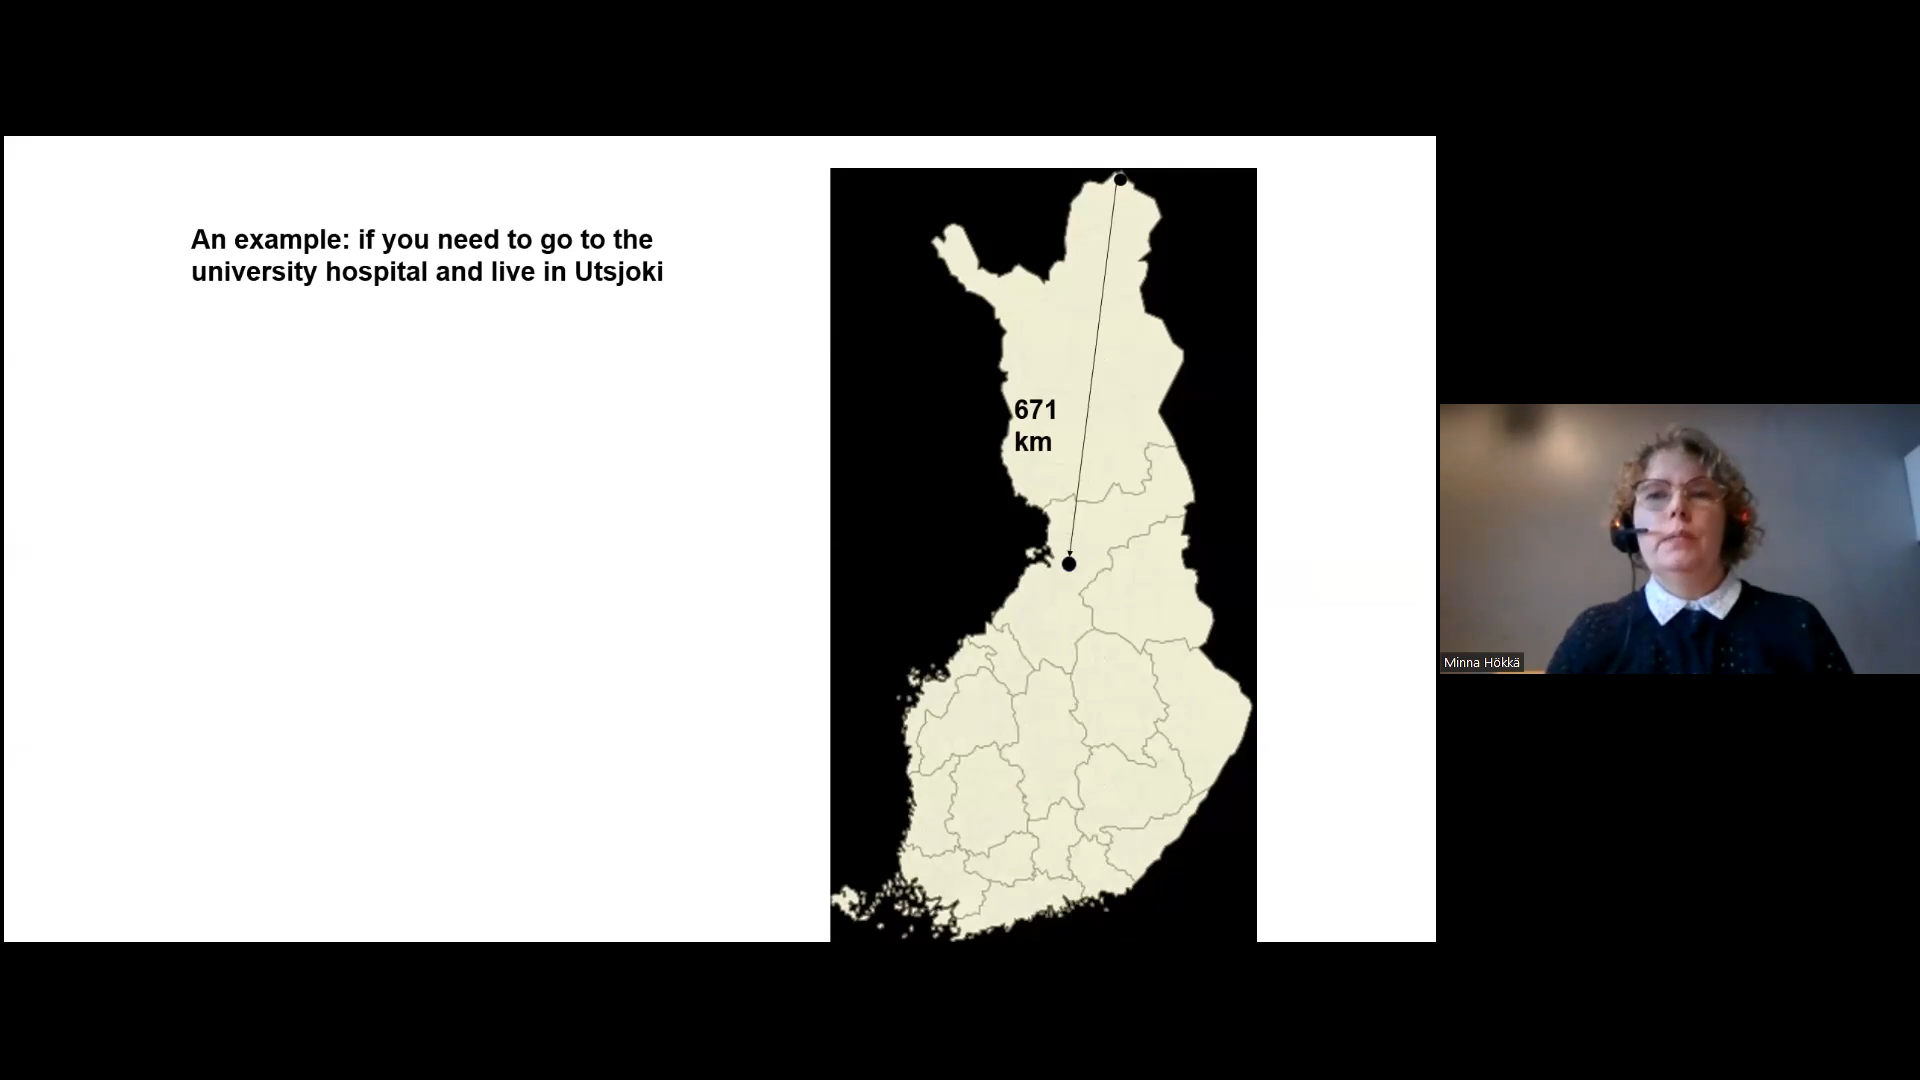 An example: if you need to go to the
university hospital and live in Utsjoki
671
km
Minna Hökkä